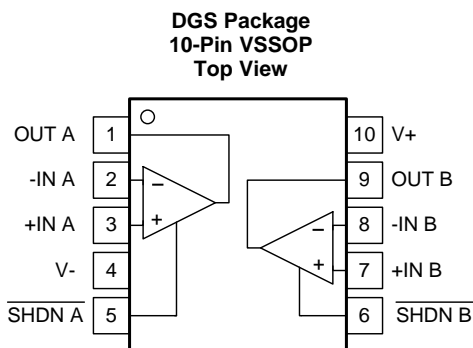 DGS Package
10-Pin VSSOP
Top View
OUT A 1 10 V+
-IN A 2 − 9 OUT B
+IN A 3 + − 8 -IN B
V- 4 + 7 +IN B
SHDN A 5 6 SHDN B